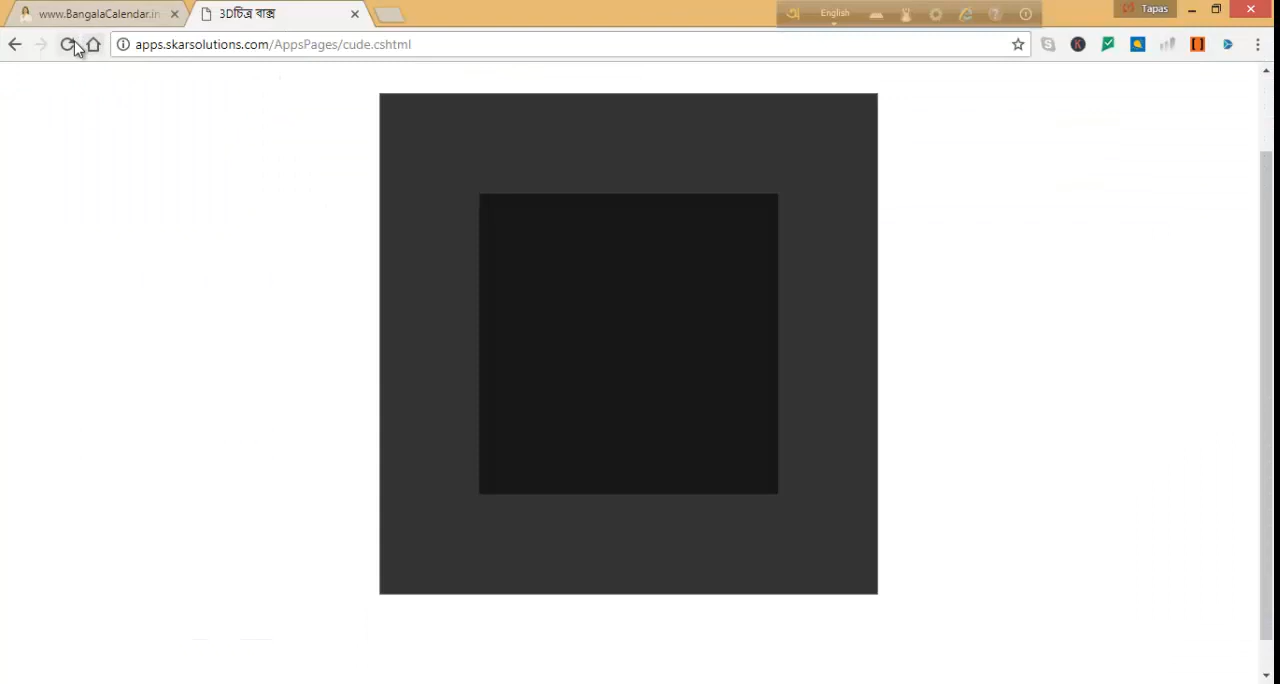 www.BangalaCalendar.in
3Dচিত্র বাক্স
English
Tapas
apps.skarsolutions.com/AppsPages/cude.cshtml